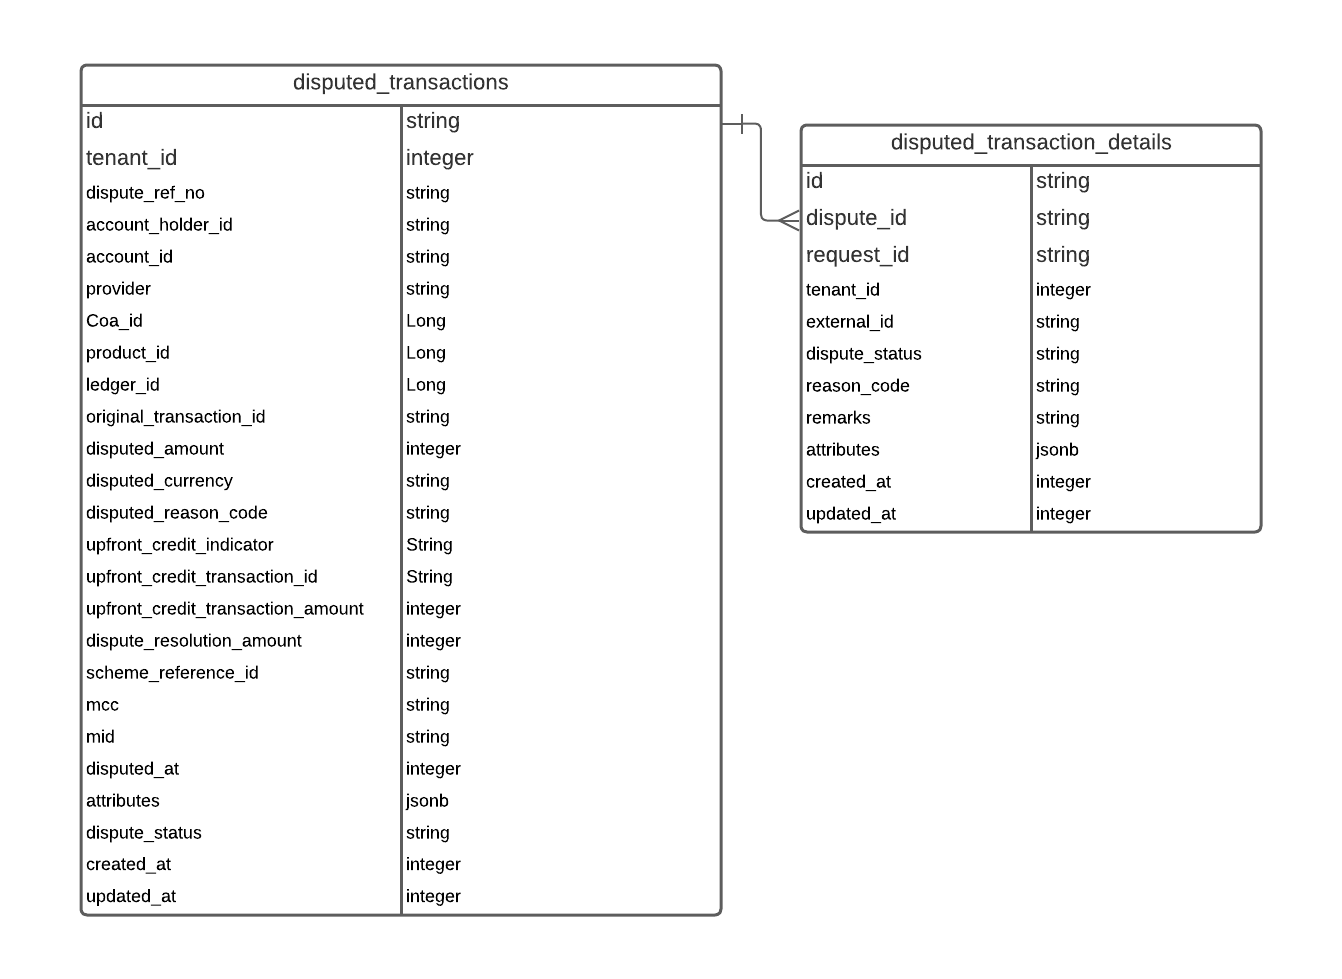 disputed_transactions
id string
tenant_id integer
dispute_ref_no string
account_holder_id string
account_id string
provider string
Coa_id Long
product_id Long
ledger_id Long
original_transaction_id string
disputed_amount integer
disputed_currency string
disputed_reason_code string
upfront_credit_indicator String
upfront_credit_transaction_id String
upfront_credit_transaction_amount integer
dispute_resolution_amount integer
scheme_reference_id string
mcc string
mid string
disputed_at integer
attributes jsonb
dispute_status string
created_at integer
updated_at integer
disputed_transaction_details
id string
dispute_id string
request_id string
tenant_id integer
external_id string
dispute_status string
reason_code string
remarks string
attributes jsonb
created_at integer
updated_at integer